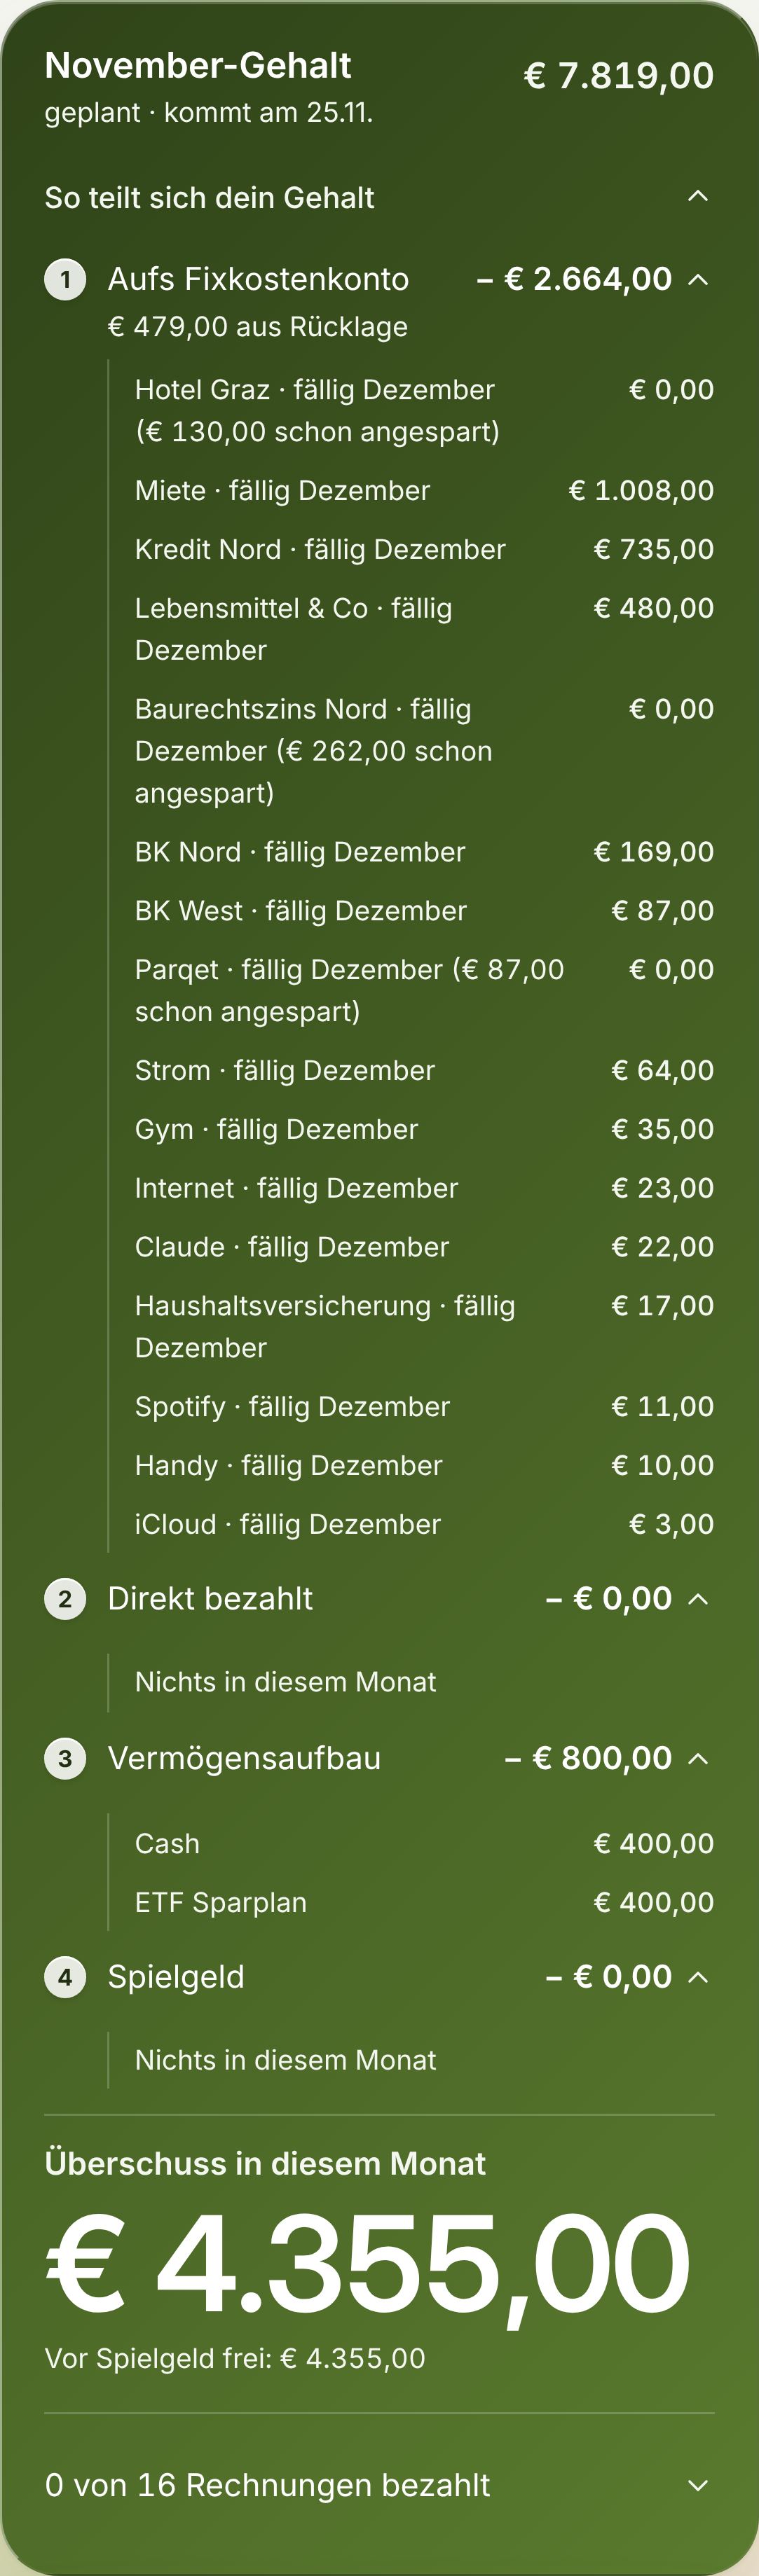 November-Gehalt € 7.819,00
geplant · kommt am 25.11.
So teilt sich dein Gehalt
1 Aufs Fixkostenkonto – € 2.664,00
€ 479,00 aus Rücklage
Hotel Graz · fällig Dezember € 0,00
(€ 130,00 schon angespart)
Miete · fällig Dezember € 1.008,00
Kredit Nord · fällig Dezember € 735,00
Lebensmittel & Co · fällig € 480,00
Dezember
Baurechtszins Nord · fällig € 0,00
Dezember (€ 262,00 schon
angespart)
BK Nord · fällig Dezember € 169,00
BK West · fällig Dezember € 87,00
Parqet · fällig Dezember (€ 87,00 € 0,00
schon angespart)
Strom · fällig Dezember € 64,00
Gym · fällig Dezember € 35,00
Internet · fällig Dezember € 23,00
Claude · fällig Dezember € 22,00
Haushaltsversicherung · fällig € 17,00
Dezember
Spotify · fällig Dezember € 11,00
Handy · fällig Dezember € 10,00
iCloud · fällig Dezember € 3,00
2 Direkt bezahlt – € 0,00
Nichts in diesem Monat
3 Vermögensaufbau – € 800,00
Cash € 400,00
ETF Sparplan € 400,00
4 Spielgeld – € 0,00
Nichts in diesem Monat
Überschuss in diesem Monat
€ 4.355,00
Vor Spielgeld frei: € 4.355,00
0 von 16 Rechnungen bezahlt